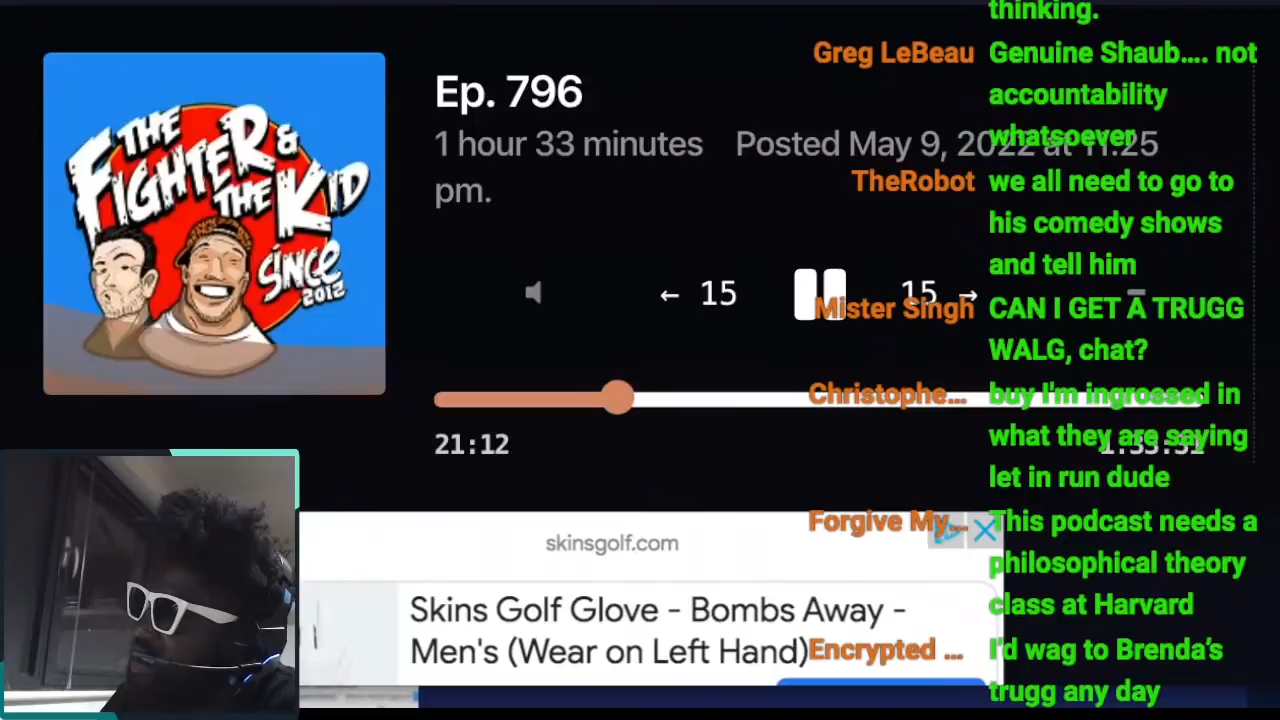 THE
FIGHTER &
THE KID
SINCE
2012
Ep. 796
1 hour 33 minutes Posted May 9, 2022 at 11:25
pm.
← 15
15 →
21:12
1:33:31
skinsgolf.com
Skins Golf Glove - Bombs Away -
Men's (Wear on Left Hand)
thinking.
Greg LeBeau Genuine Shaub.... not
accountability
whatsoever
TheRobot we all need to go to
his comedy shows
and tell him
Mister Singh CAN I GET A TRUGG
WALG, chat?
Christophe... buy I'm ingrossed in
what they are saying
let in run dude
Forgive My... This podcast needs a
philosophical theory
class at Harvard
Encrypted ... I'd wag to Brenda's
trugg any day